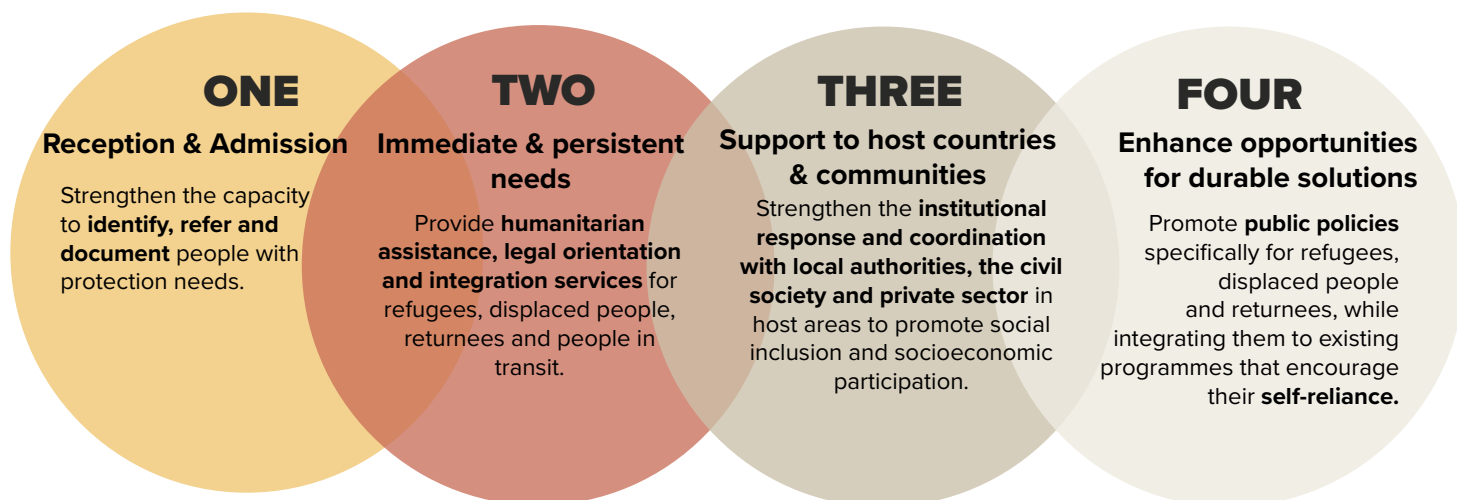 ONE
Reception & Admission
Strengthen the capacity
to identify, refer and
document people with
protection needs.
TWO
Immediate & persistent
needs
Provide humanitarian
assistance, legal orientation
and integration services for
refugees, displaced people,
returnees and people in
transit.
THREE
Support to host countries
& communities
Strengthen the institutional
response and coordination
with local authorities, the civil
society and private sector in
host areas to promote social
inclusion and socioeconomic
participation.
FOUR
Enhance opportunities
for durable solutions
Promote public policies
specifically for refugees,
displaced people
and returnees, while
integrating them to existing
programmes that encourage
their self-reliance.